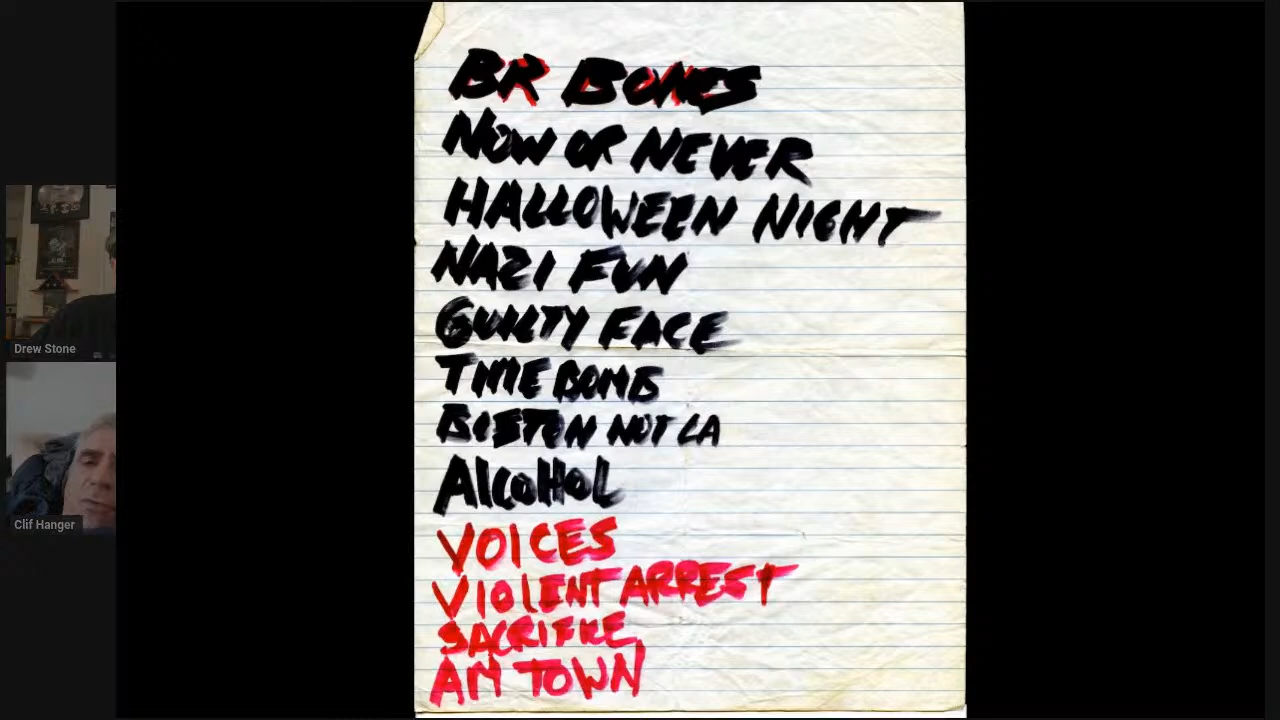 BR BONES
NOW OR NEVER
HALLOWEEN NIGHT
NAZI FUN
GUILTY FACE
TIME BOMB
BOSTON NOT LA
ALCOHOL
VOICES
VIOLENT ARREST
SACRIFICE
AM TOWN
Drew Stone
Clif Hanger